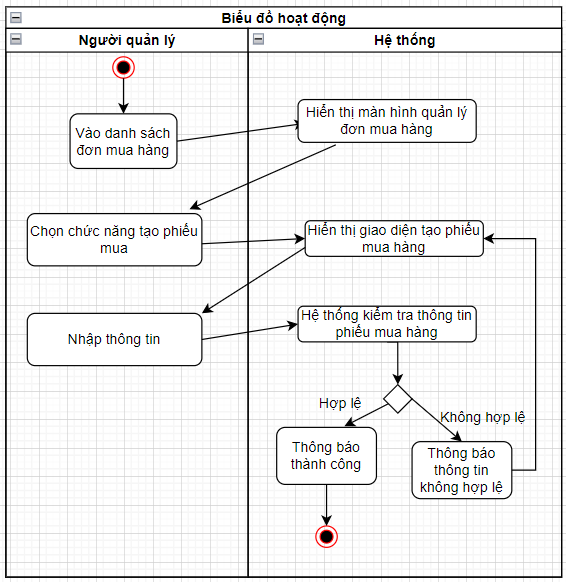 Biểu đồ hoạt động
Người quản lý
Hệ thống
Vào danh sách
đơn mua hàng
Hiển thị màn hình quản lý
đơn mua hàng
Chọn chức năng tạo phiếu
mua
Hiển thị giao diện tạo phiếu
mua hàng
Nhập thông tin
Hệ thống kiểm tra thông tin
phiếu mua hàng
Hợp lệ
Không hợp lệ
Thông báo
thành công
Thông báo
thông tin
không hợp lệ